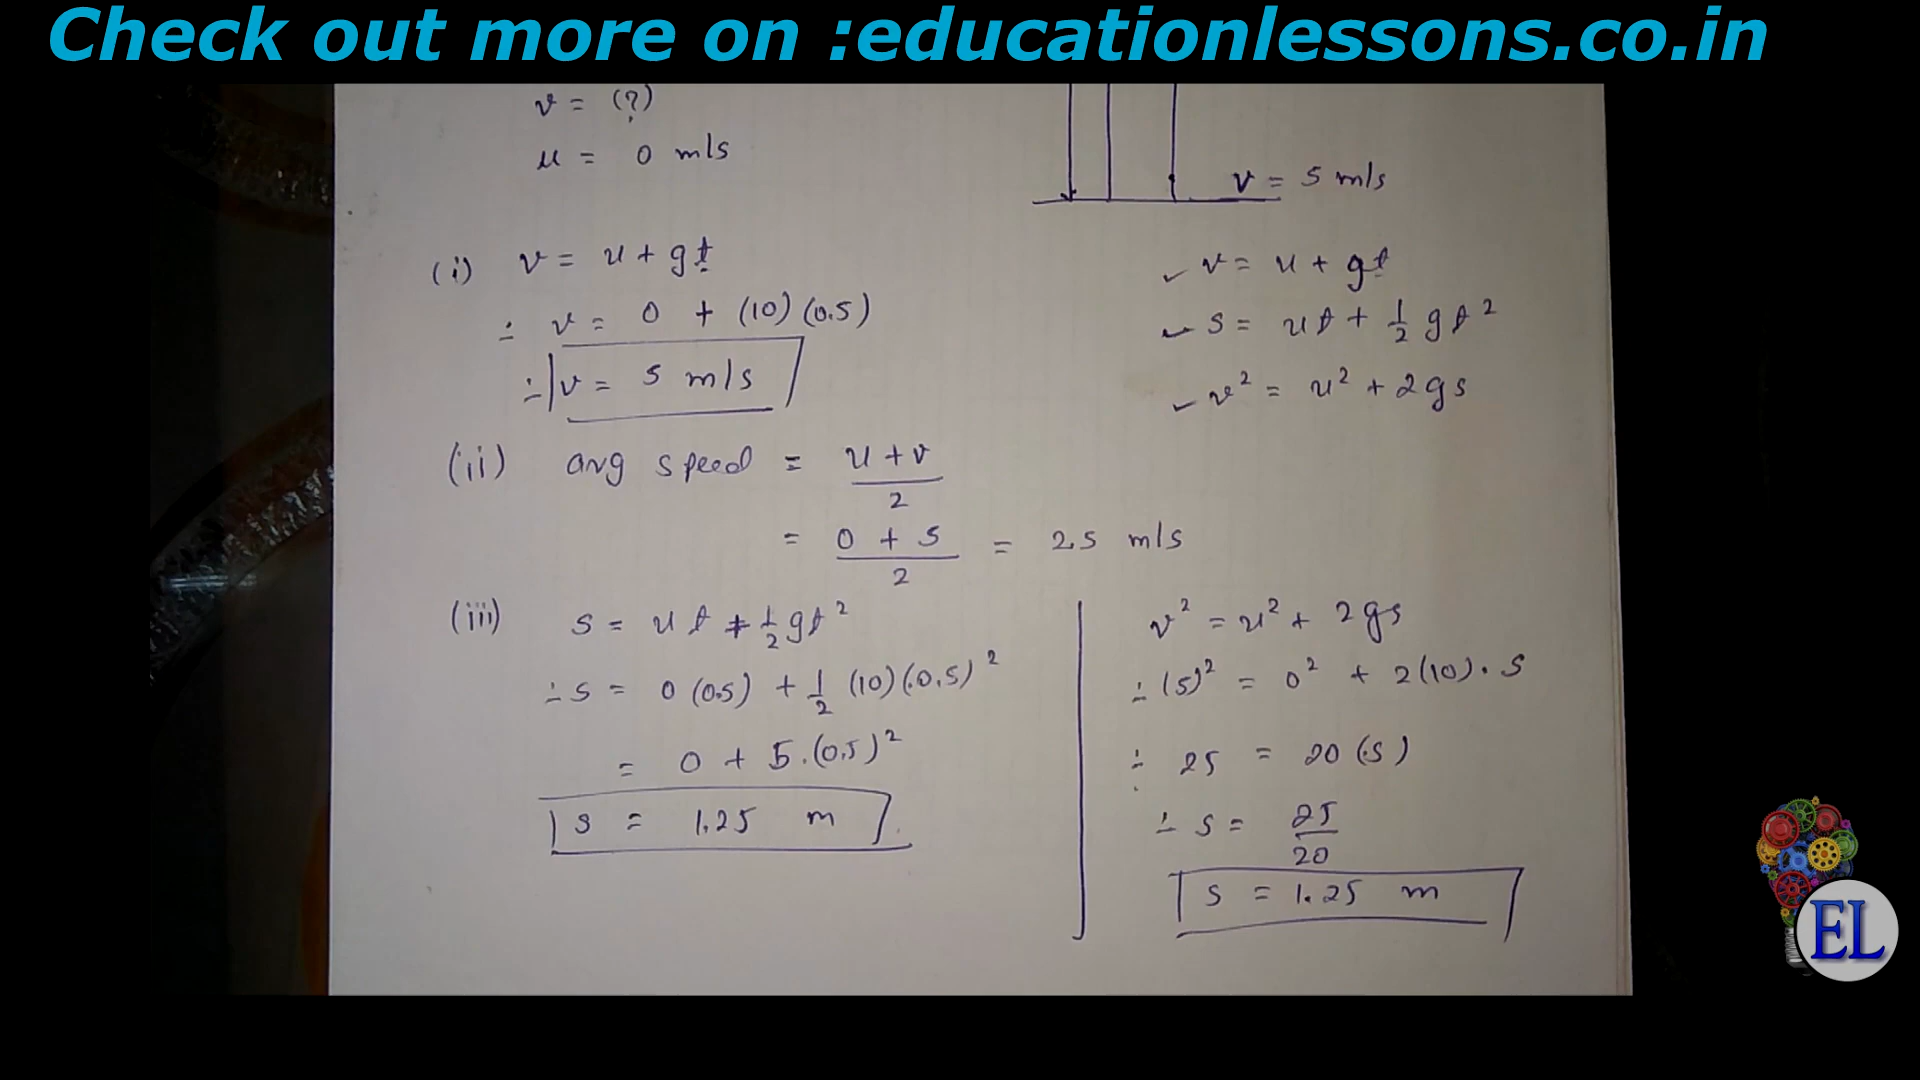 Check out more on :educationlessons.co.in
v = (?)
u = 0 m/s
v = 5 m/s
(i) v = u + gt
∴ v = 0 + (10) (0.5)
∴ v = 5 m/s
✓ v = u + gt
✓ s = ut + 1/2 gt²
✓ v² = u² + 2gs
(ii) avg speed = u + v / 2
= 0 + 5 / 2 = 2.5 m/s
(iii) s = ut + 1/2 gt²
∴ s = 0 (0.5) + 1/2 (10) (0.5)²
= 0 + 5.(0.5)²
s = 1.25 m
v² = u² + 2gs
∴ (5)² = 0² + 2(10). s
∴ 25 = 20 (s)
∴ s = 25 / 20
s = 1.25 m
EL